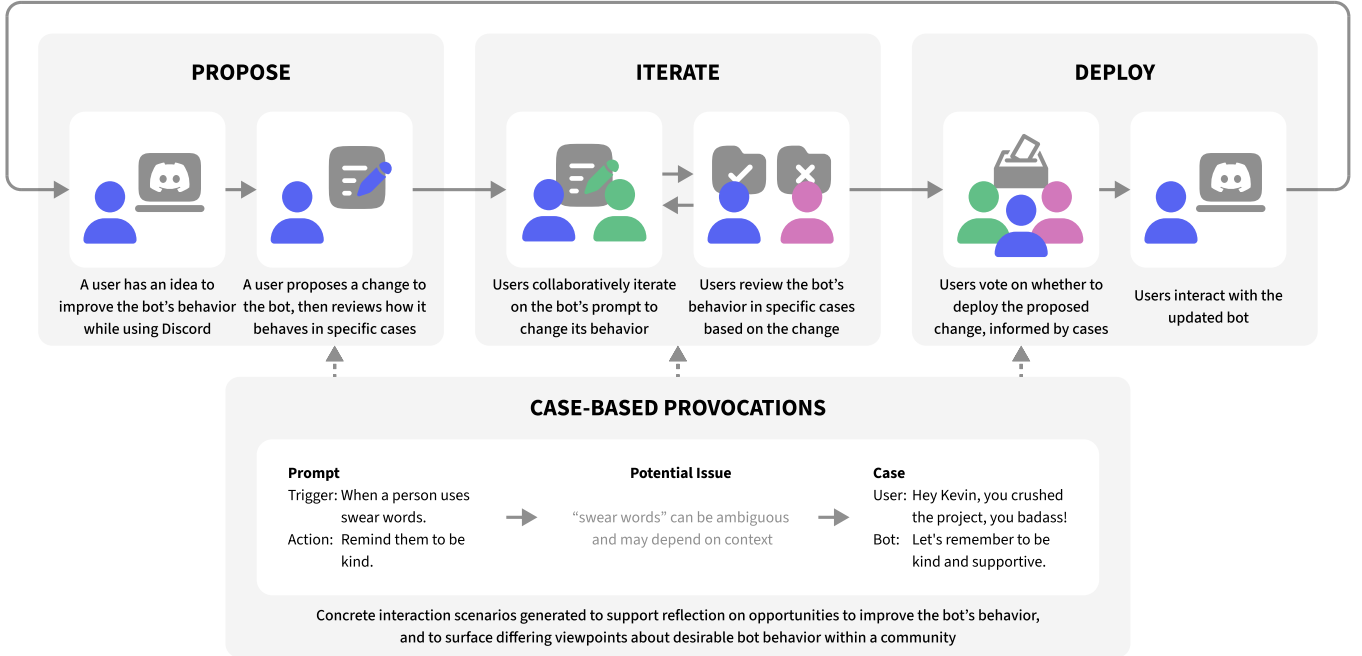 PROPOSE
A user has an idea to
improve the bot’s behavior
while using Discord
A user proposes a change to
the bot, then reviews how it
behaves in specific cases
ITERATE
Users collaboratively iterate
on the bot’s prompt to
change its behavior
Users review the bot’s
behavior in specific cases
based on the change
DEPLOY
Users vote on whether to
deploy the proposed
change, informed by cases
Users interact with the
updated bot
CASE-BASED PROVOCATIONS
Prompt
Trigger: When a person uses
swear words.
Action: Remind them to be
kind.
Potential Issue
“swear words” can be ambiguous
and may depend on context
Case
User: Hey Kevin, you crushed
the project, you badass!
Bot: Let's remember to be
kind and supportive.
Concrete interaction scenarios generated to support reflection on opportunities to improve the bot’s behavior,
and to surface differing viewpoints about desirable bot behavior within a community